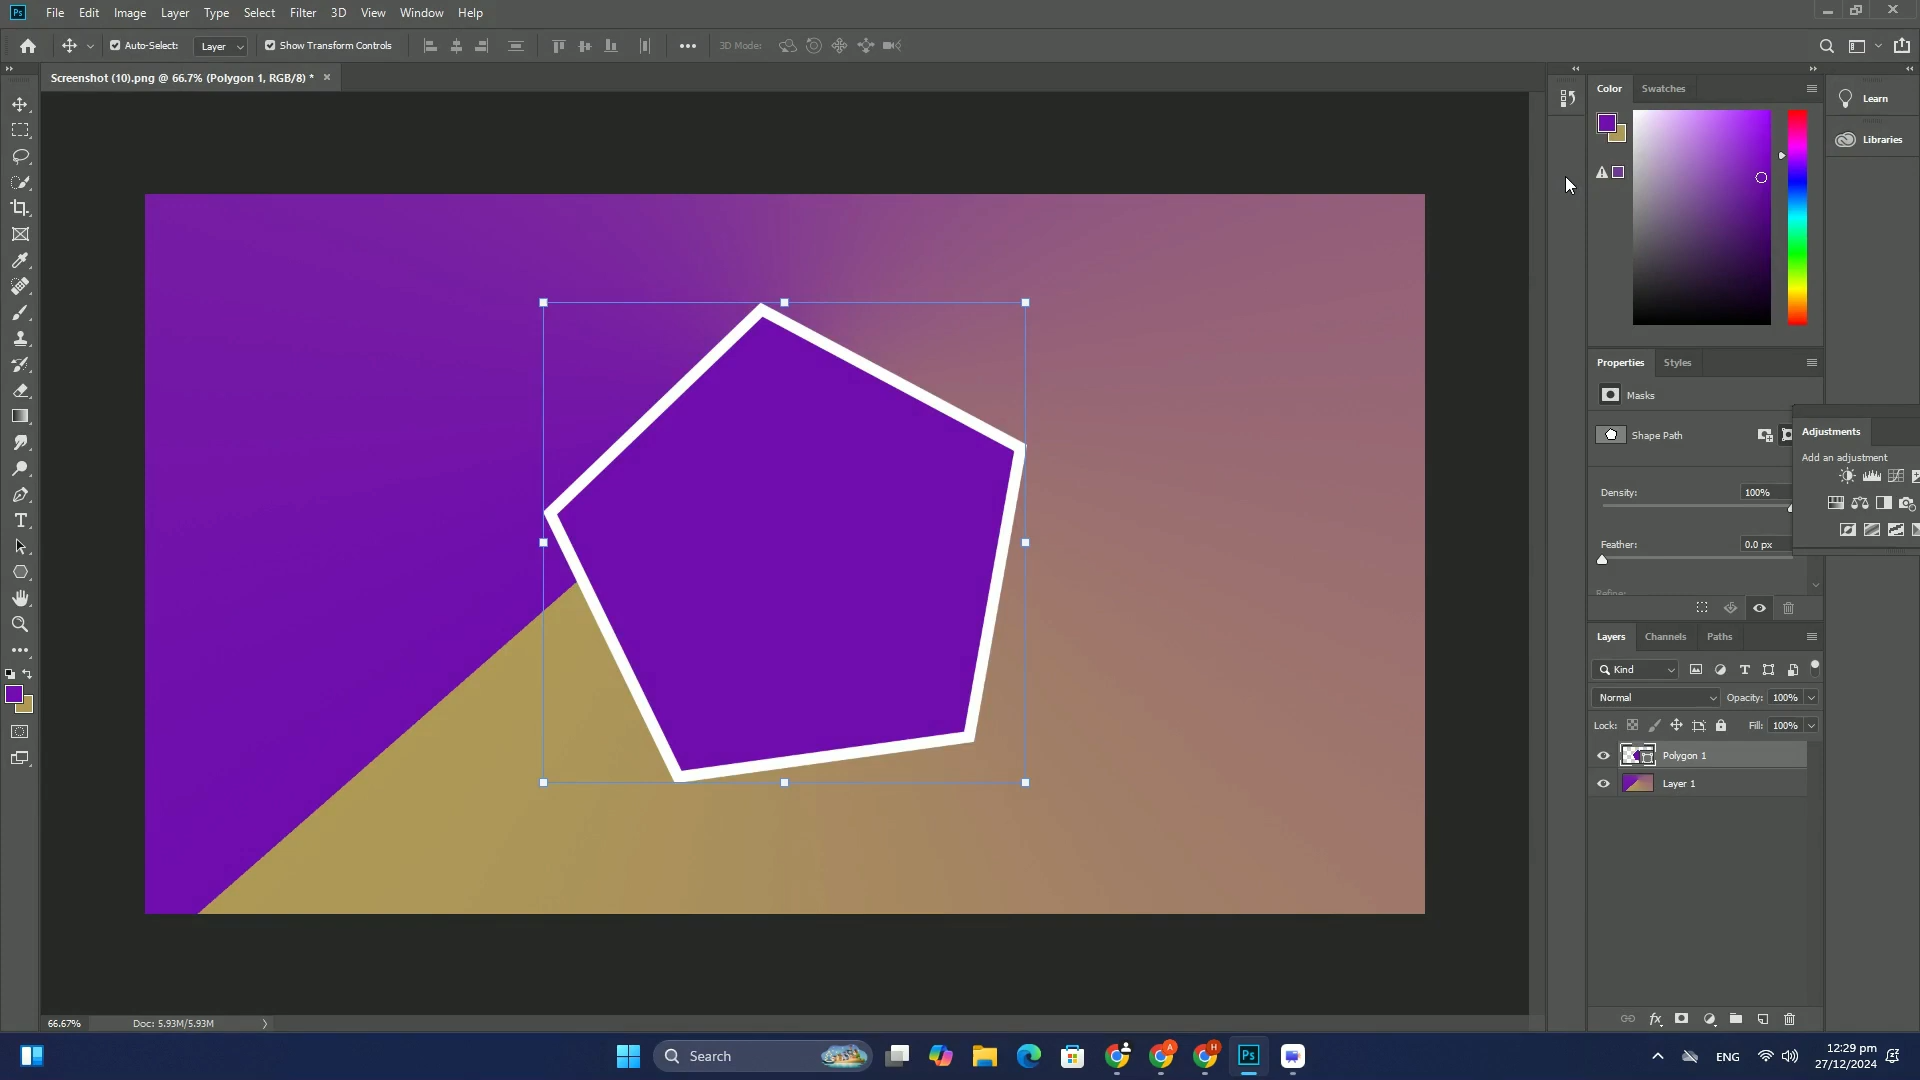 Ps File Edit Image Layer Type Select Filter 3D View Window Help
Auto-Select: Layer Show Transform Controls 3D Mode:
Screenshot (10).png @ 66.7% (Polygon 1, RGB/8) *
Color Swatches
Learn
Libraries
Properties Styles
Masks
Shape Path
Density: 100%
Feather: 0.0 px
Refine:
Adjustments
Add an adjustment
Layers Channels Paths
Kind
Normal Opacity: 100%
Lock: Fill: 100%
Polygon 1
Layer 1
fx
66.67% Doc: 5.93M/5.93M
Search
A
H
Ps
ENG
12:29 pm
27/12/2024